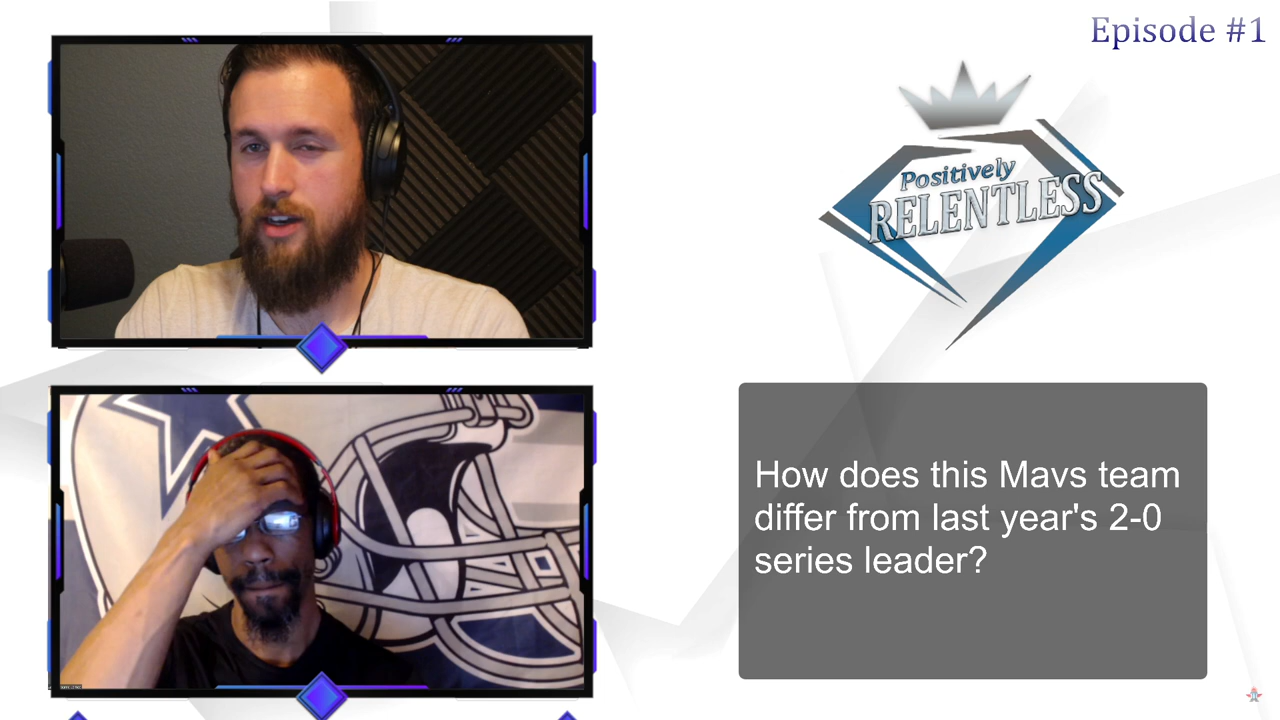 Episode #1
Positively
RELENTLESS
How does this Mavs team
differ from last year's 2-0
series leader?